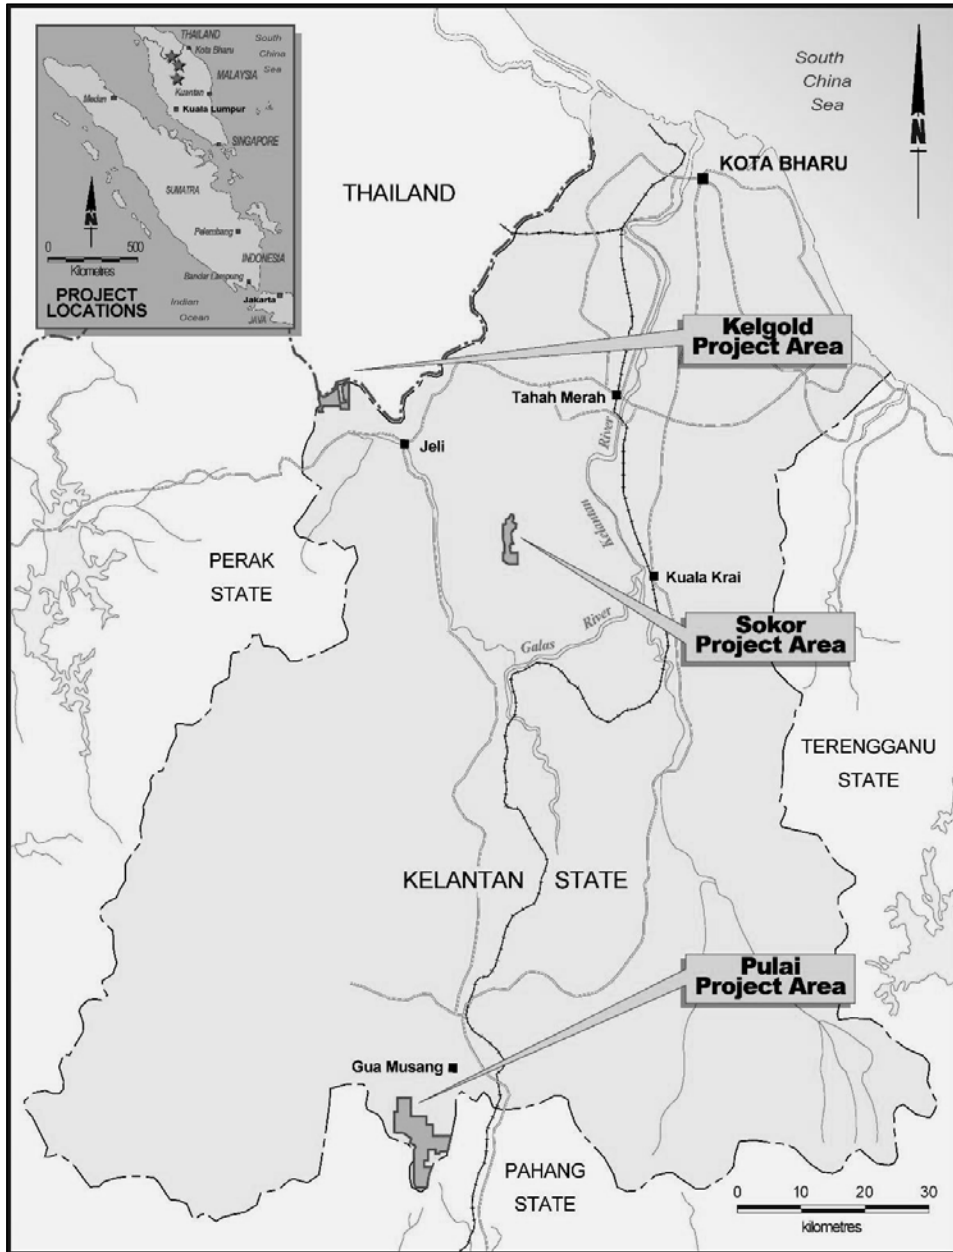 THAILAND
South
China
Sea
Kota Bharu
MALAYSIA
Medan
Kuantan
Kuala Lumpur
SINGAPORE
SUMATRA
N
Palembang
0 500
Kilometres
INDONESIA
Bandar Lampung
PROJECT
LOCATIONS
Jakarta
Indian
Ocean
JAVA
South
China
Sea
N
KOTA BHARU
THAILAND
Kelgold
Project Area
Tahah Merah
Jeli
River
Kelantan
PERAK
STATE
Kuala Krai
Sokor
Project Area
River
Galas
TERENGGANU
STATE
KELANTAN STATE
Pulai
Project Area
Gua Musang
PAHANG
STATE
0 10 20 30
kilometres